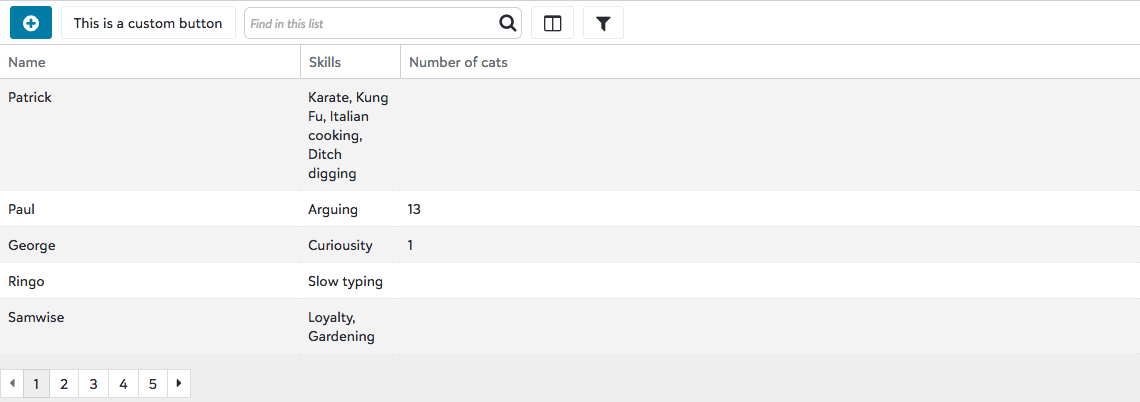 This is a custom button Find in this list
Name Skills Number of cats
Patrick Karate, Kung
Fu, Italian
cooking,
Ditch
digging
Paul Arguing 13
George Curiousity 1
Ringo Slow typing
Samwise Loyalty,
Gardening
1 2 3 4 5